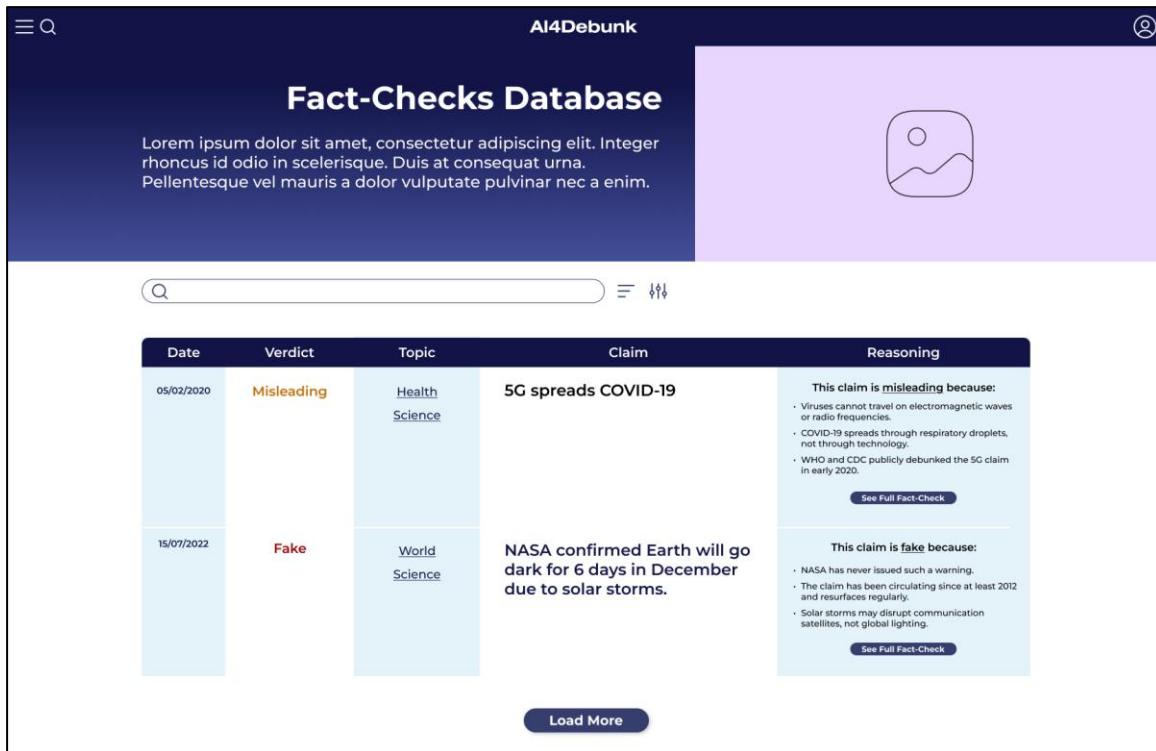 AI4Debunk
Fact-Checks Database
Lorem ipsum dolor sit amet, consectetur adipiscing elit. Integer
rhoncus id odio in scelerisque. Duis at consequat urna.
Pellentesque vel mauris a dolor vulputate pulvinar nec a enim.
Date Verdict Topic Claim Reasoning
05/02/2020
Misleading
Health
Science
5G spreads COVID-19
This claim is misleading because:
• Viruses cannot travel on electromagnetic waves
or radio frequencies.
• COVID-19 spreads through respiratory droplets,
not through technology.
• WHO and CDC publicly debunked the 5G claim
in early 2020.
See Full Fact-Check
15/07/2022
Fake
World
Science
NASA confirmed Earth will go
dark for 6 days in December
due to solar storms.
This claim is fake because:
• NASA has never issued such a warning.
• The claim has been circulating since at least 2012
and resurfaces regularly.
• Solar storms may disrupt communication
satellites, not global lighting.
See Full Fact-Check
Load More